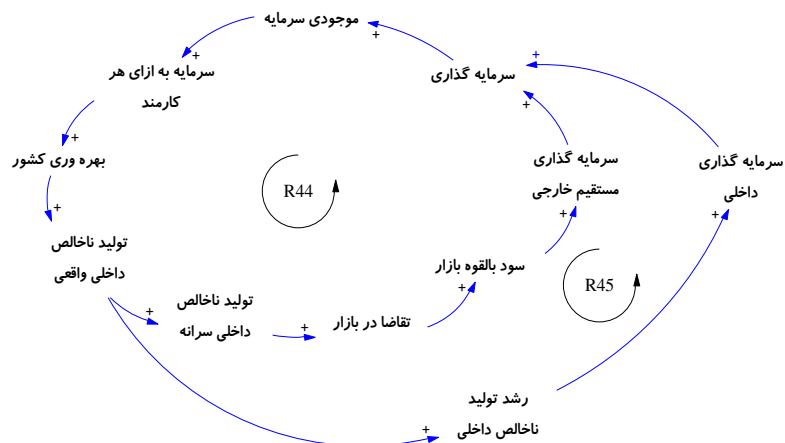 موجودی سرمایه
+
+
+
سرمایه گذاری
سرمایه به ازای هر
کارمند
+
+
بهره وری کشور
سرمایه گذاری
مستقیم خارجی
سرمایه گذاری
داخلی
R44
+
+
+
تولید ناخالص
داخلی واقعی
سود بالقوه بازار
R45
+
تولید ناخالص
داخلی سرانه
+
+
تقاضا در بازار
رشد تولید
ناخالص داخلی
+